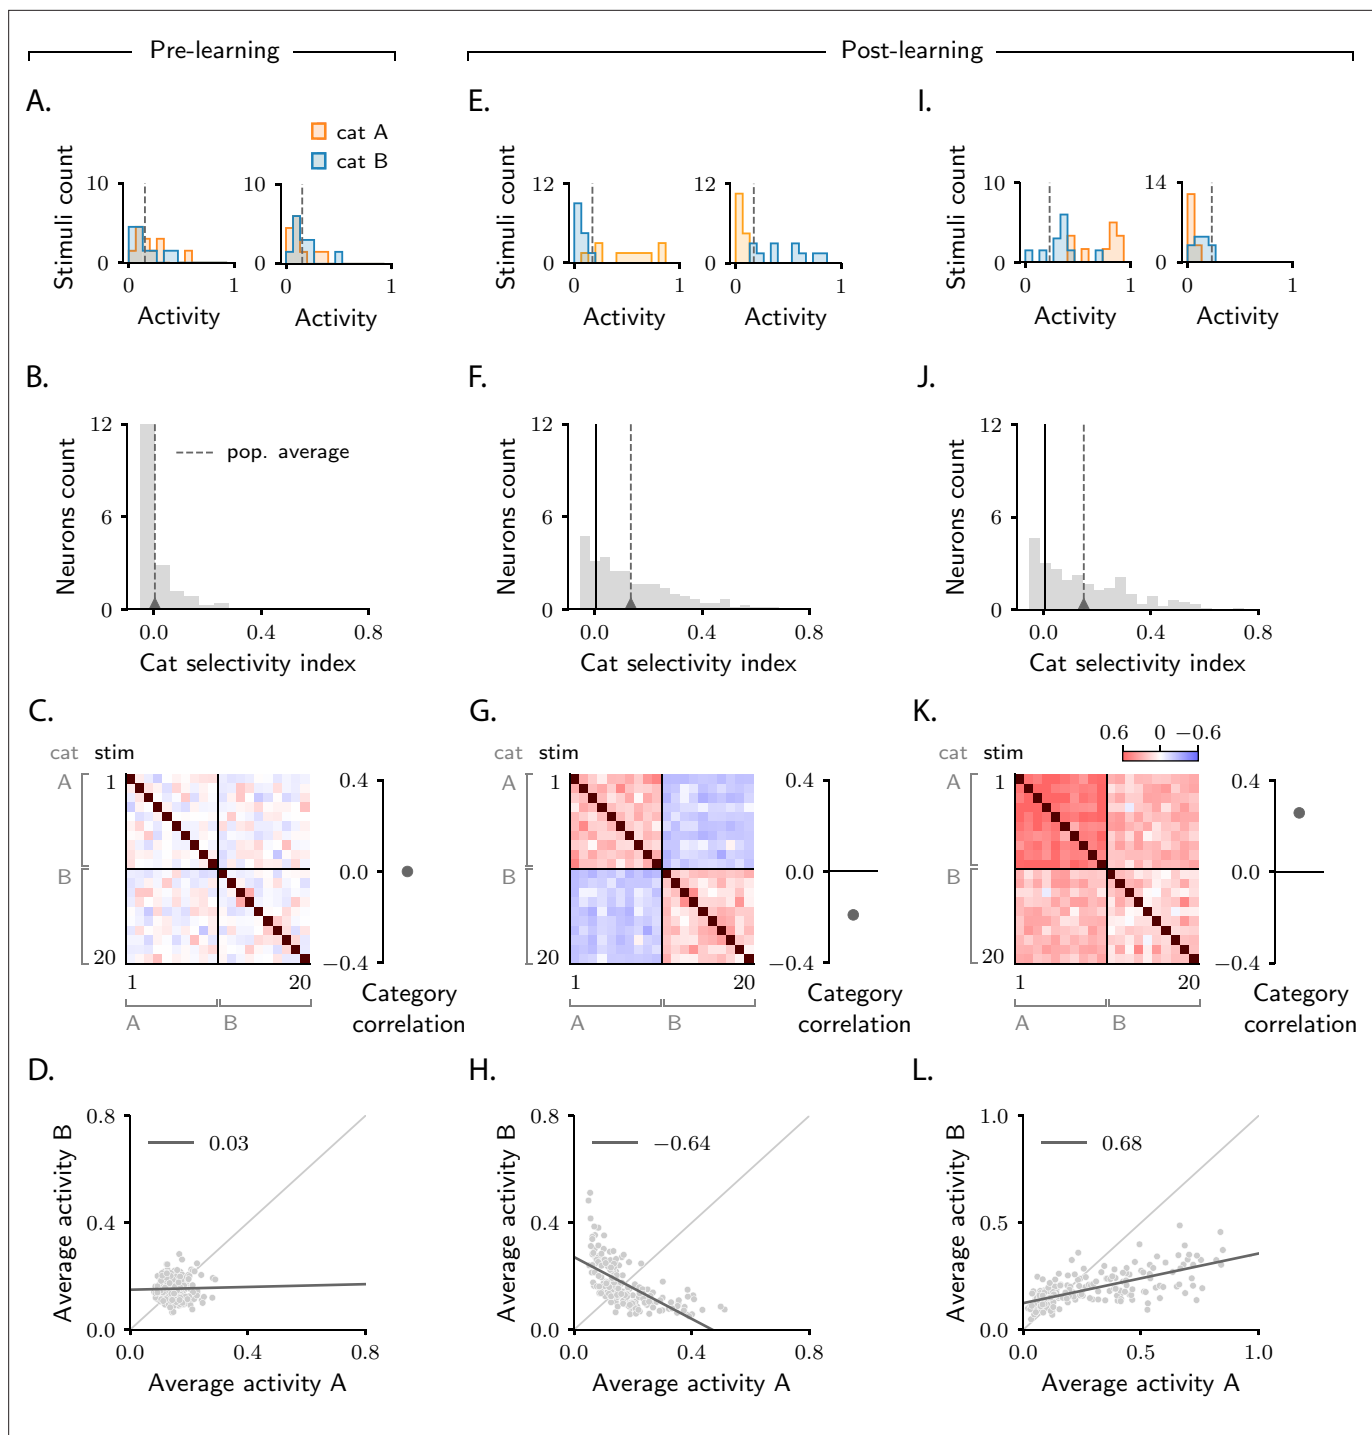 Pre-learning
Post-learning
A.
E.
I.
cat A
cat B
Stimuli count
10
0
0
1
Activity
10
0
0
1
Activity
Stimuli count
12
0
0
1
Activity
12
0
0
1
Activity
Stimuli count
10
0
0
1
Activity
14
0
0
1
Activity
B.
F.
J.
Neurons count
12
6
0
pop. average
0.0
0.4
0.8
Cat selectivity index
Neurons count
12
6
0
0.0
0.4
0.8
Cat selectivity index
Neurons count
12
6
0
0.0
0.4
0.8
Cat selectivity index
C.
G.
K.
cat stim
A
1
B
20
1
20
A
B
0.4
0.0
−0.4
Category
correlation
cat stim
A
1
B
20
1
20
A
B
0.4
0.0
−0.4
Category
correlation
0.6 0 −0.6
cat stim
A
1
B
20
1
20
A
B
0.4
0.0
−0.4
Category
correlation
D.
H.
L.
Average activity B
0.8
0.4
0.0
0.03
0.0
0.4
0.8
Average activity A
Average activity B
0.8
0.4
0.0
−0.64
0.0
0.4
0.8
Average activity A
Average activity B
1.0
0.5
0.0
0.68
0.0
0.5
1.0
Average activity A